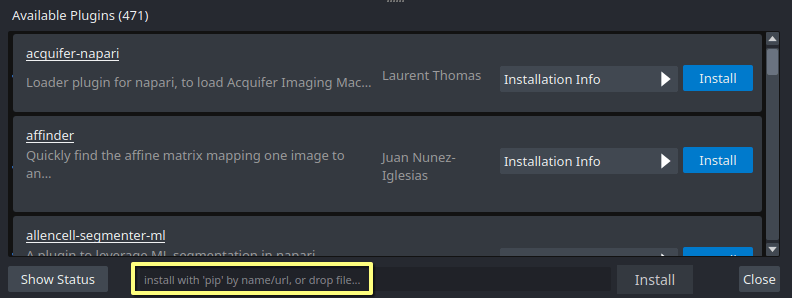 Available Plugins (471)
acquifer-napari
Loader plugin for napari, to load Acquifer Imaging Mac...
Laurent Thomas
Installation Info
Install
affinder
Quickly find the affine matrix mapping one image to
an...
Juan Nunez-
Iglesias
Installation Info
Install
allencell-segmenter-ml
A plugin to leverage ML segmentation in napari
Show Status
install with 'pip' by name/url, or drop file...
Install
Close